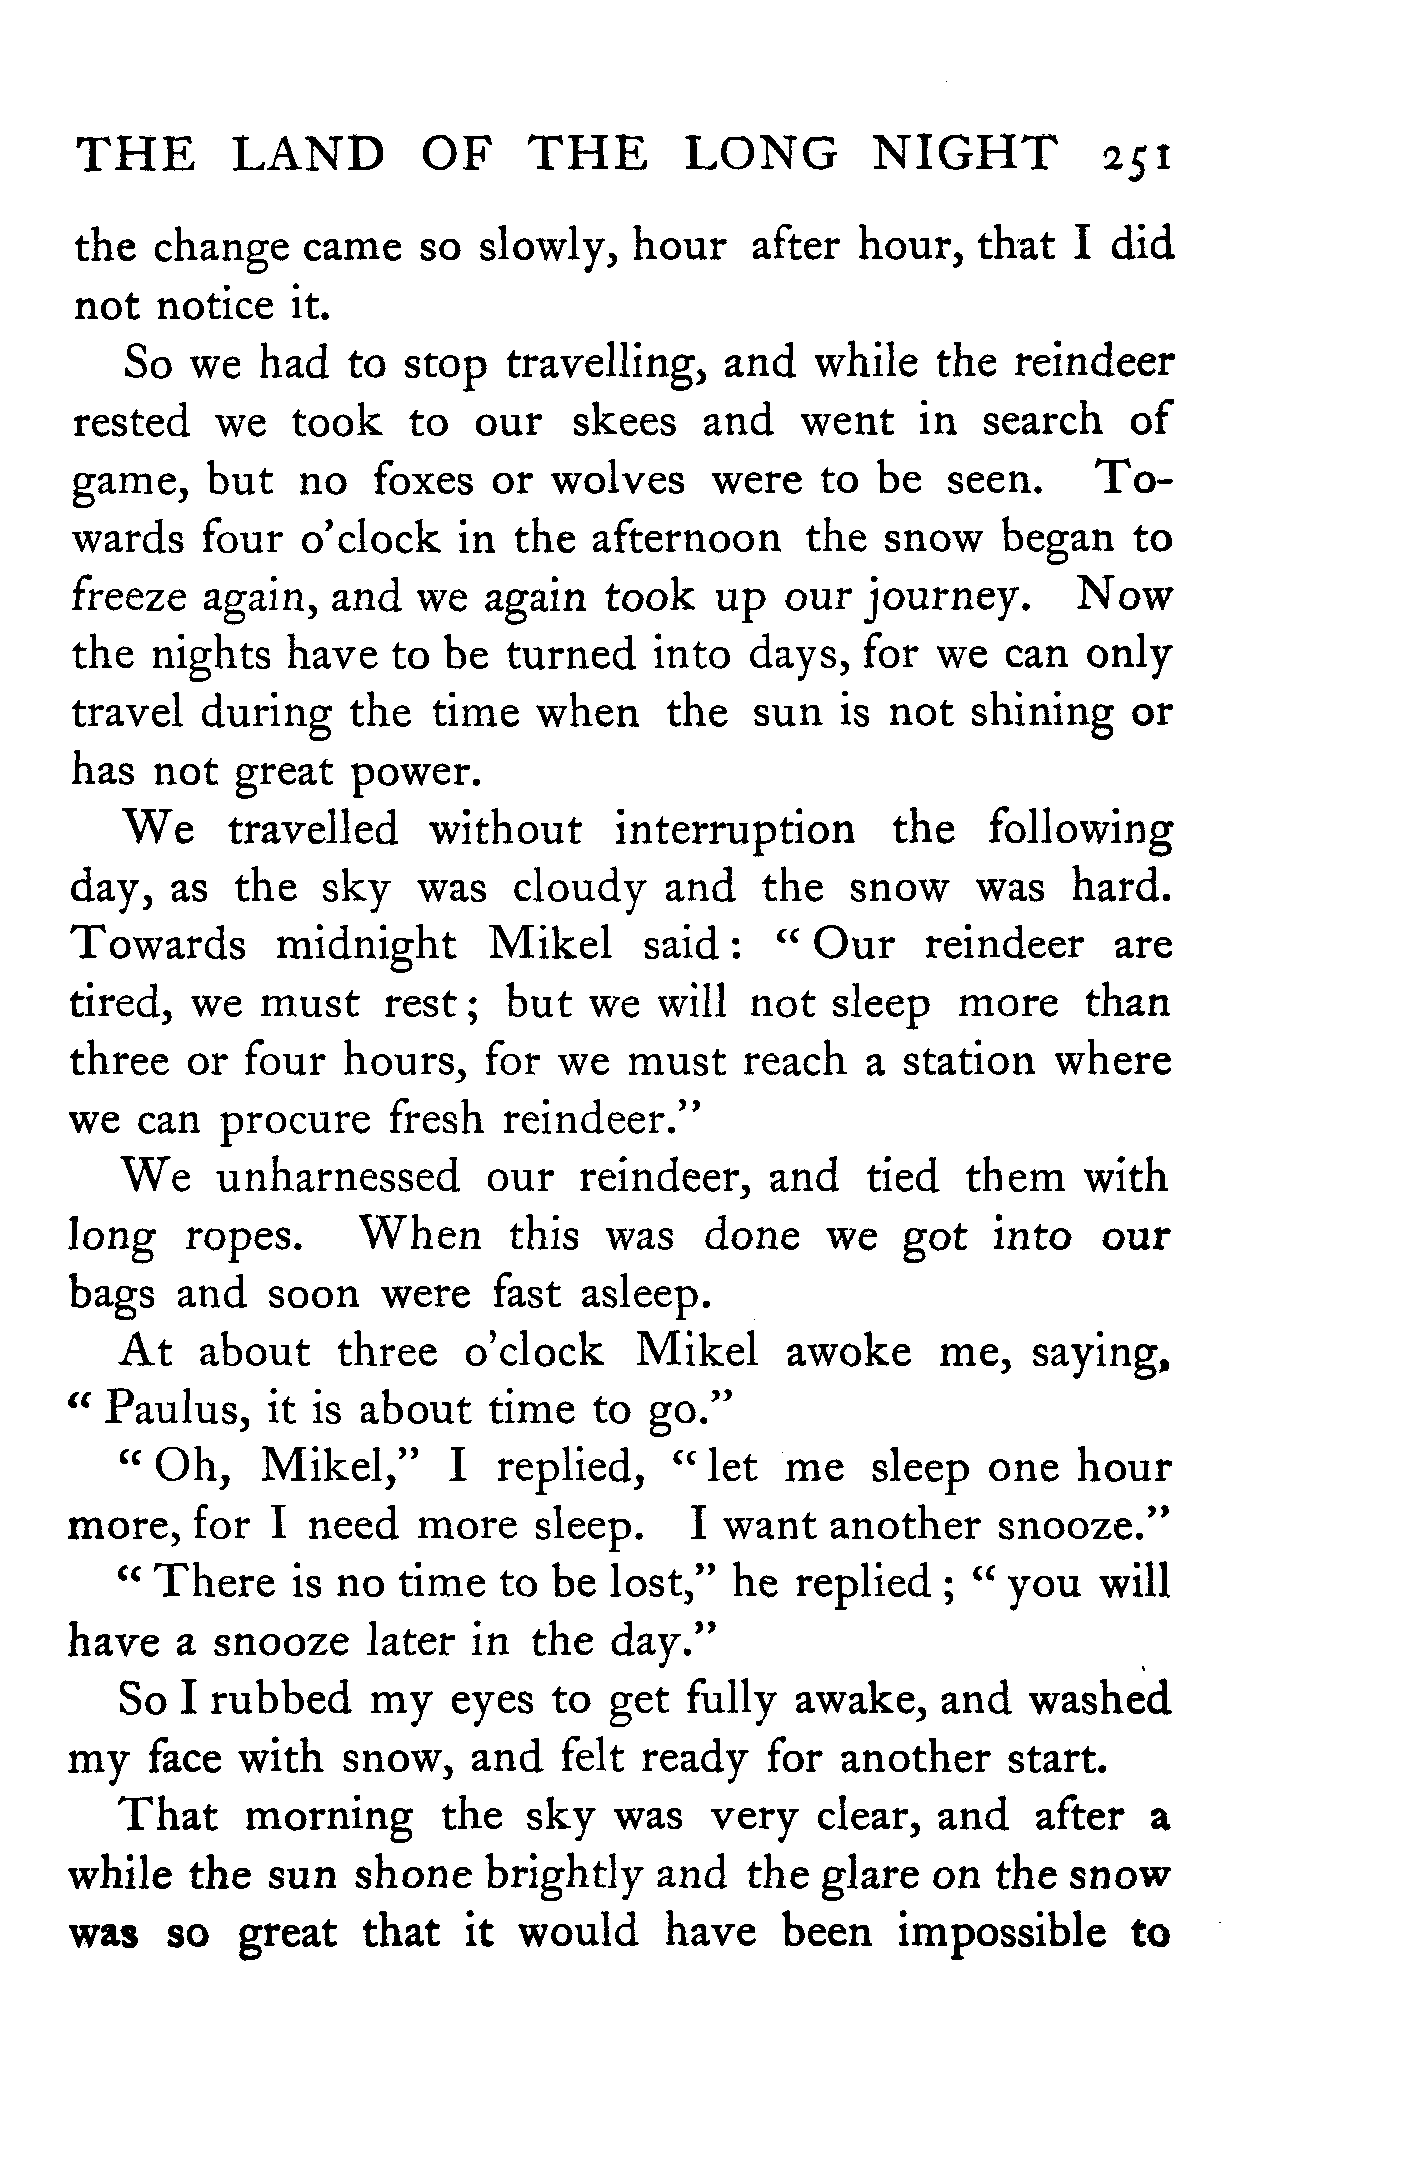 THE LAND OF THE LONG NIGHT 251
the change came so slowly, hour after hour, that I did
not notice it.
So we had to stop travelling, and while the reindeer
rested we took to our skees and went in search of
game, but no foxes or wolves were to be seen. To-
wards four o'clock in the afternoon the snow began to
freeze again, and we again took up our journey. Now
the nights have to be turned into days, for we can only
travel during the time when the sun is not shining or
has not great power.
We travelled without interruption the following
day, as the sky was cloudy and the snow was hard.
Towards midnight Mikel said: “Our reindeer are
tired, we must rest; but we will not sleep more than
three or four hours, for we must reach a station where
we can procure fresh reindeer.”
We unharnessed our reindeer, and tied them with
long ropes. When this was done we got into our
bags and soon were fast asleep.
At about three o'clock Mikel awoke me, saying,
“Paulus, it is about time to go.”
“Oh, Mikel,” I replied, “let me sleep one hour
more, for I need more sleep. I want another snooze.”
“There is no time to be lost,” he replied; “you will
have a snooze later in the day.”
So I rubbed my eyes to get fully awake, and washed
my face with snow, and felt ready for another start.
That morning the sky was very clear, and after a
while the sun shone brightly and the glare on the snow
was so great that it would have been impossible to